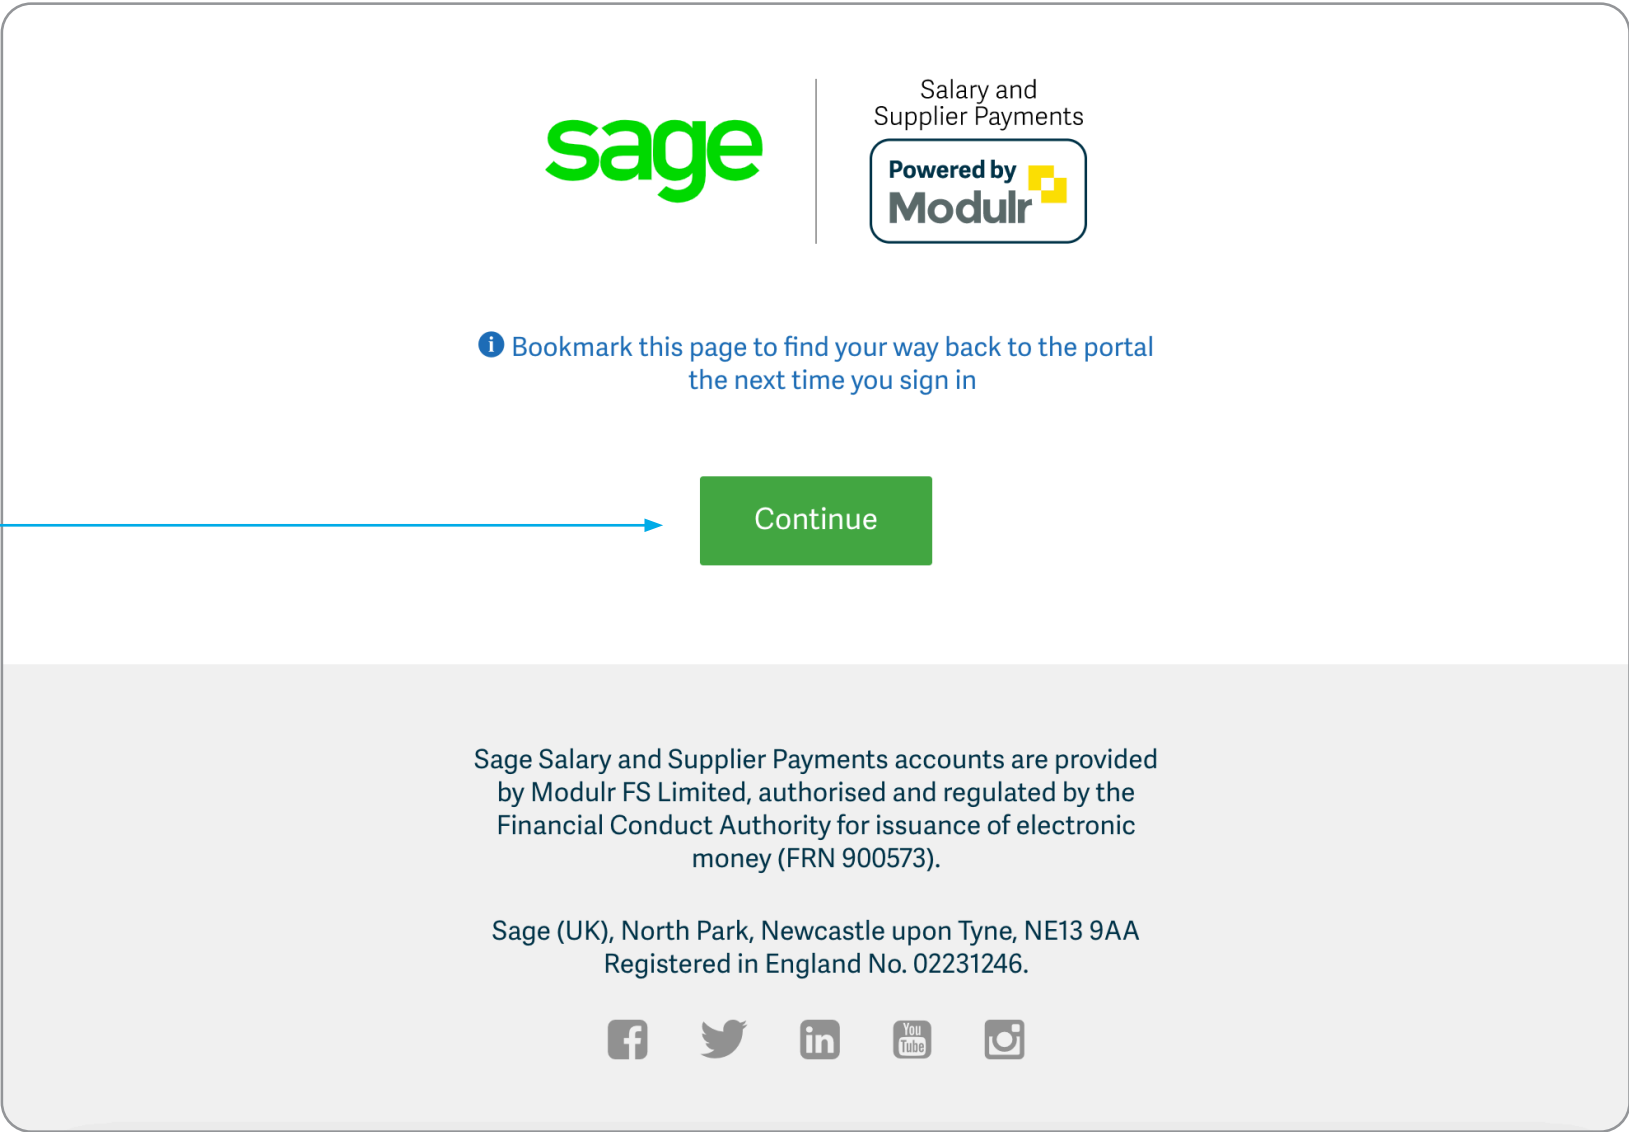 sage
Salary and
Supplier Payments
Powered by
Modulr
Bookmark this page to find your way back to the portal
the next time you sign in
Continue
Sage Salary and Supplier Payments accounts are provided
by Modulr FS Limited, authorised and regulated by the
Financial Conduct Authority for issuance of electronic
money (FRN 900573).
Sage (UK), North Park, Newcastle upon Tyne, NE13 9AA
Registered in England No. 02231246.
You
Tube